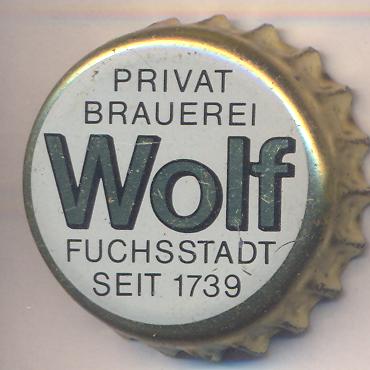 PRIVAT
BRAUEREI
Wolf
FUCHSSTADT
SEIT 1739